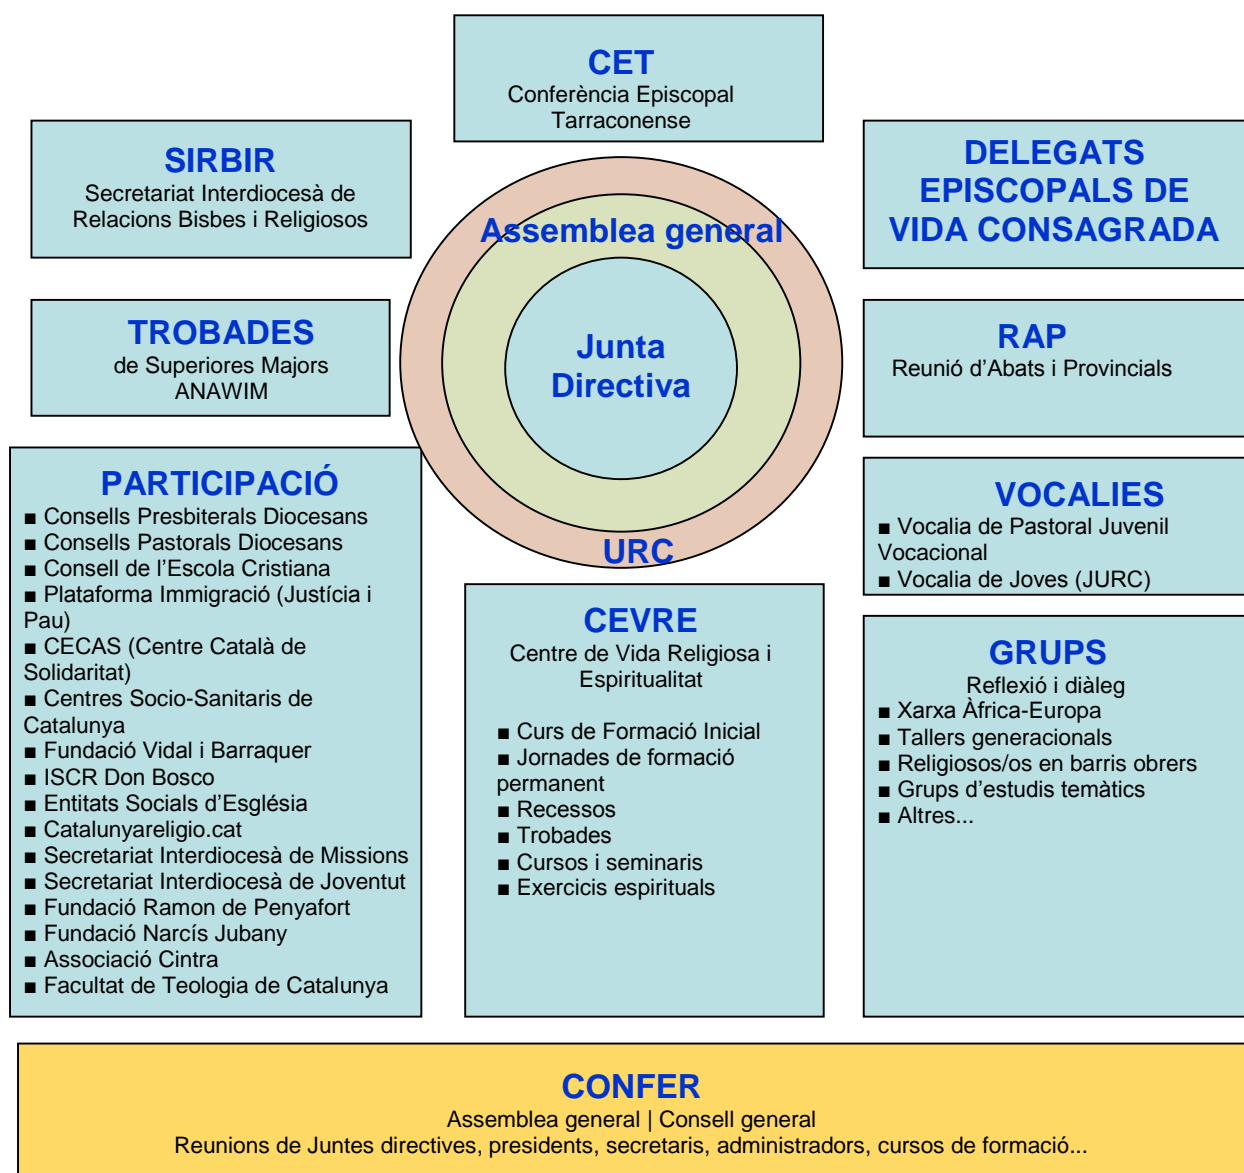 CET
Conferència Episcopal
Tarraconense
SIRBIR
Secretariat Interdiocesà de
Relacions Bisbes i Religiosos
DELEGATS
EPISCOPALS DE
VIDA CONSAGRADA
Assemblea general
Junta
Directiva
URC
TROBADES
de Superiores Majors
ANAWIM
RAP
Reunió d’Abats i Provincials
PARTICIPACIÓ
■ Consells Presbiterals Diocesans
■ Consells Pastorals Diocesans
■ Consell de l’Escola Cristiana
■ Plataforma Immigració (Justícia i
Pau)
■ CECAS (Centre Català de
Solidaritat)
■ Centres Socio-Sanitaris de
Catalunya
■ Fundació Vidal i Barraquer
■ ISCR Don Bosco
■ Entitats Socials d’Església
■ Catalunyareligio.cat
■ Secretariat Interdiocesà de Missions
■ Secretariat Interdiocesà de Joventut
■ Fundació Ramon de Penyafort
■ Fundació Narcís Jubany
■ Associació Cintra
■ Facultat de Teologia de Catalunya
CEVRE
Centre de Vida Religiosa i
Espiritualitat
■ Curs de Formació Inicial
■ Jornades de formació
permanent
■ Recessos
■ Trobades
■ Cursos i seminaris
■ Exercicis espirituals
VOCALIES
■ Vocalia de Pastoral Juvenil
Vocacional
■ Vocalia de Joves (JURC)
GRUPS
Reflexió i diàleg
■ Xarxa Àfrica-Europa
■ Tallers generacionals
■ Religiosos/os en barris obrers
■ Grups d’estudis temàtics
■ Altres...
CONFER
Assemblea general | Consell general
Reunions de Juntes directives, presidents, secretaris, administradors, cursos de formació...